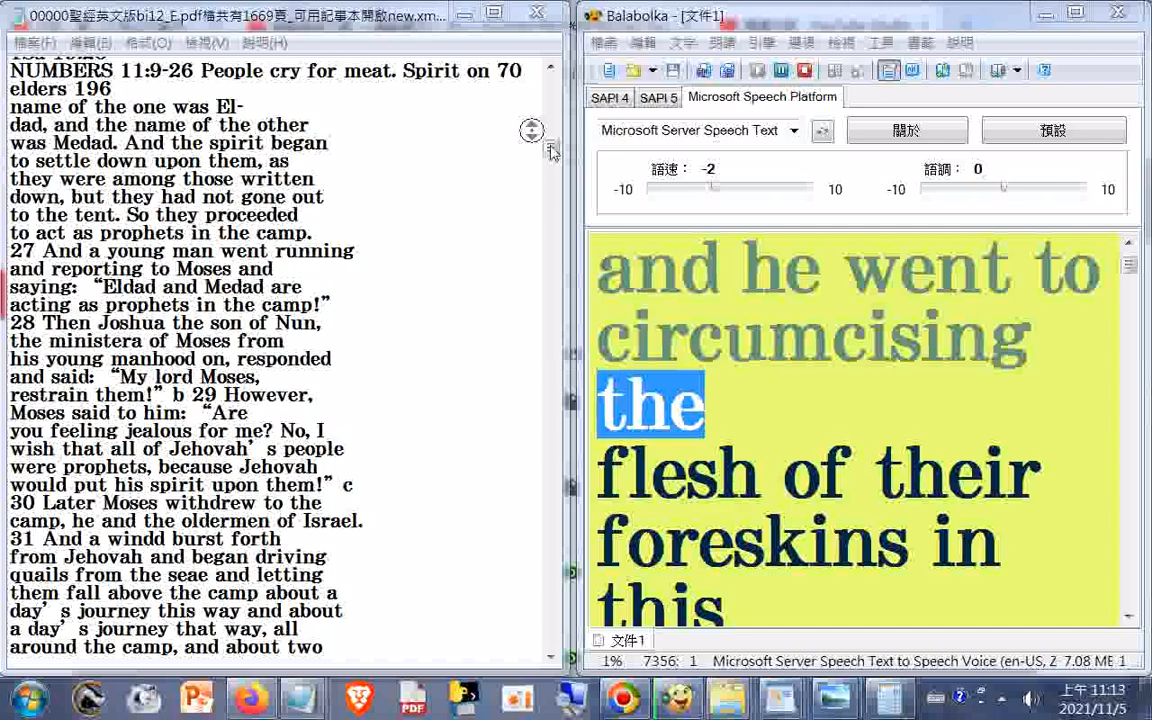 00000聖經英文版bi12_E.pdf檔共有1669頁_可用記事本開啟new.xm...
檔案(F) 編輯(E) 格式(O) 檢視(V) 說明(H)
NUMBERS 11:9-26 People cry for meat. Spirit on 70
elders 196
name of the one was El-
dad, and the name of the other
was Medad. And the spirit began
to settle down upon them, as
they were among those written
down, but they had not gone out
to the tent. So they proceeded
to act as prophets in the camp.
27 And a young man went running
and reporting to Moses and
saying: “Eldad and Medad are
acting as prophets in the camp!”
28 Then Joshua the son of Nun,
the ministera of Moses from
his young manhood on, responded
and said: “My lord Moses,
restrain them!” b 29 However,
Moses said to him: “Are
you feeling jealous for me? No, I
wish that all of Jehovah’s people
were prophets, because Jehovah
would put his spirit upon them!” c
30 Later Moses withdrew to the
camp, he and the oldermen of Israel.
31 And a windd burst forth
from Jehovah and began driving
quails from the seae and letting
them fall above the camp about a
day’s journey this way and about
a day’s journey that way, all
around the camp, and about two
Balabolka - [文件1]
檔案 編輯 文字 朗讀 引擎 選項 檢視 工具 書籤 說明
SAPI 4 SAPI 5 Microsoft Speech Platform
Microsoft Server Speech Text 關於 預設
語速： -2 語調： 0
-10 10 -10 10
and he went to
circumcising
the
flesh of their
foreskins in
this
文件1
1% 7356: 1 Microsoft Server Speech Text to Speech Voice (en-US, Z 7.08 ME 1
PDF
上午 11:13
2021/11/5